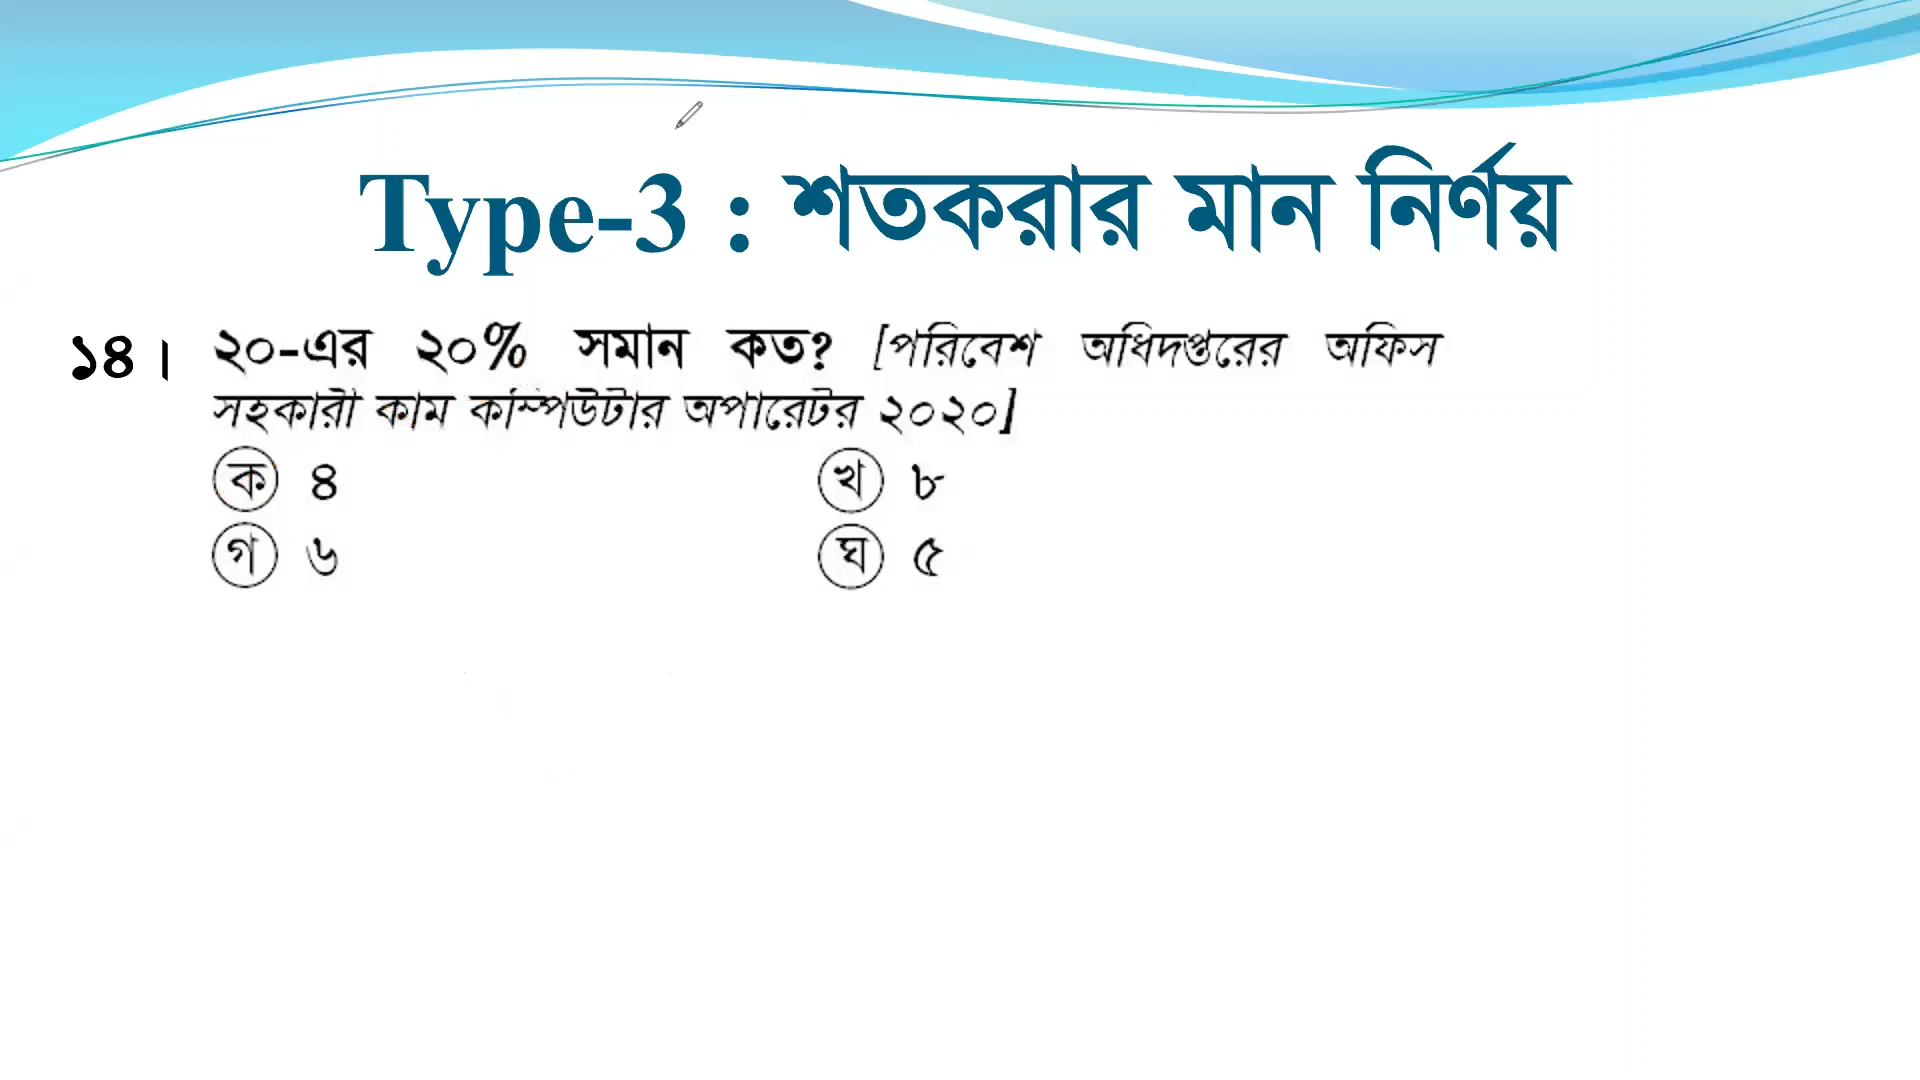 Type-3 : শতকরার মান নির্ণয়
১৪। ২০-এর ২০% সমান কত? [পরিবেশ অধিদপ্তরের অফিস
সহকারী কাম কম্পিউটার অপারেটর ২০২০]
ক ৪ খ ৮
গ ৬ ঘ ৫